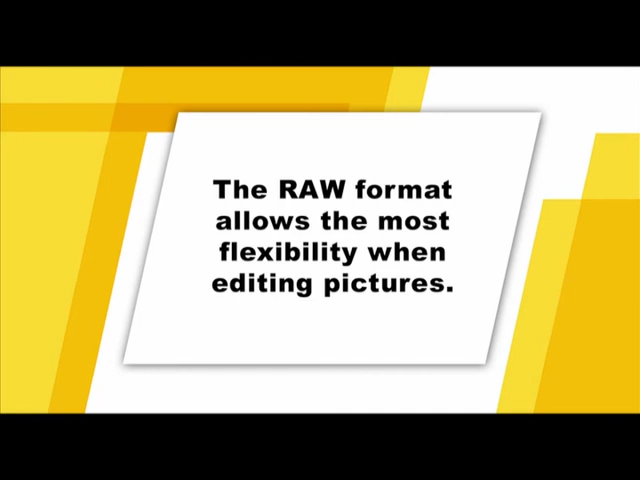 The RAW format
allows the most
flexibility when
editing pictures.